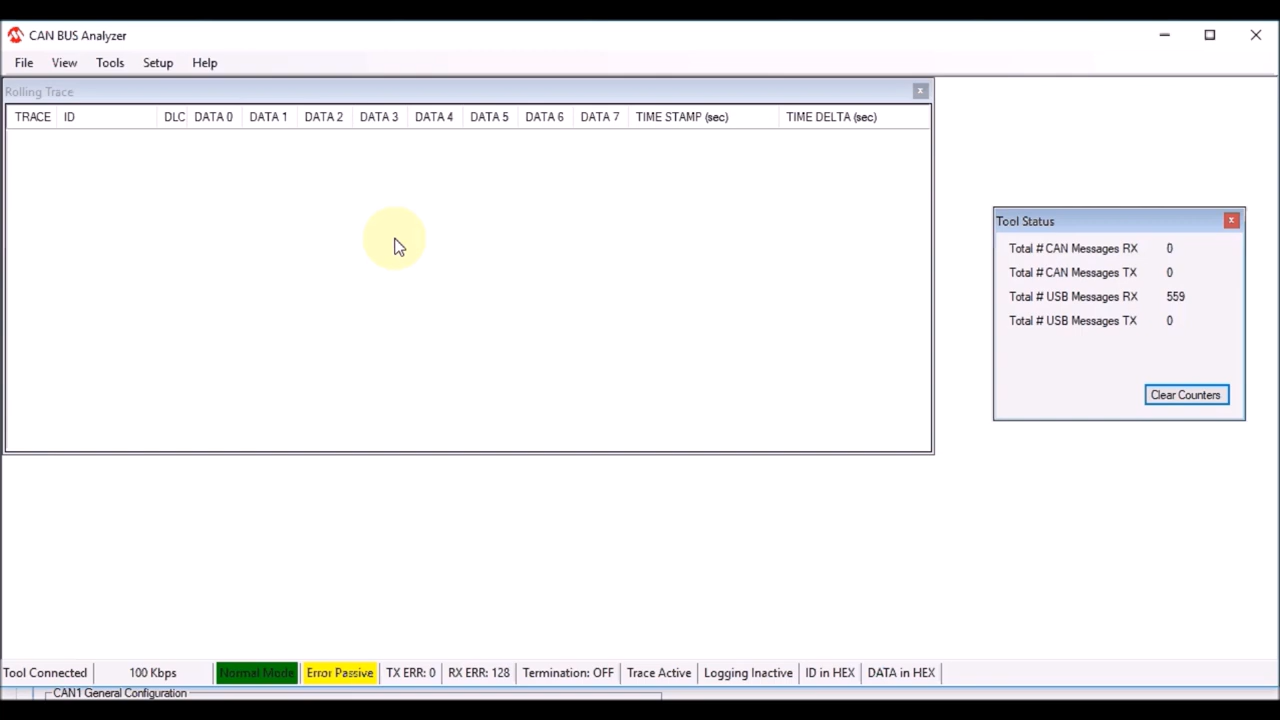 CAN BUS Analyzer
File View Tools Setup Help
Rolling Trace x
TRACE ID DLC DATA 0 DATA 1 DATA 2 DATA 3 DATA 4 DATA 5 DATA 6 DATA 7 TIME STAMP (sec) TIME DELTA (sec)
Tool Status x
Total # CAN Messages RX 0
Total # CAN Messages TX 0
Total # USB Messages RX 559
Total # USB Messages TX 0
Clear Counters
Tool Connected 100 Kbps Normal Mode Error Passive TX ERR: 0 RX ERR: 128 Termination: OFF Trace Active Logging Inactive ID in HEX DATA in HEX
CAN1 General Configuration